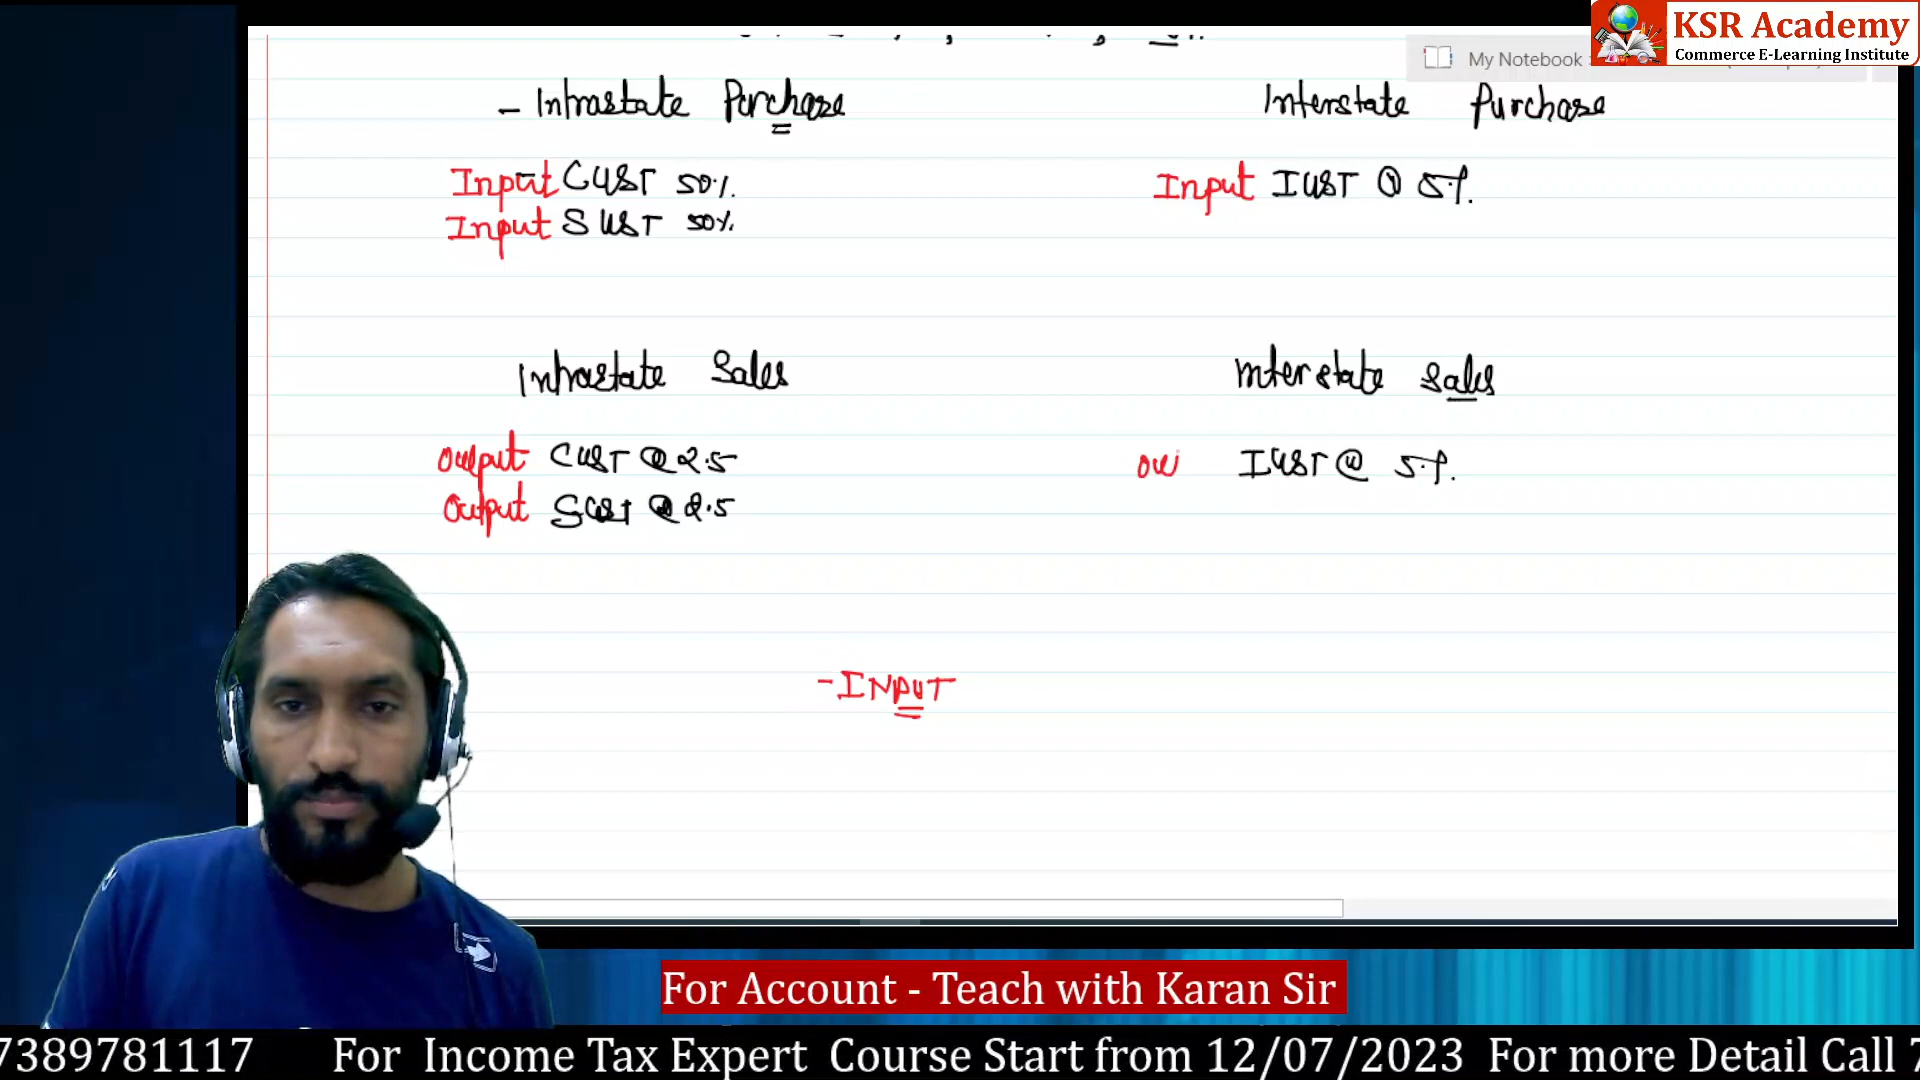 KSR Academy
Commerce E-Learning Institute
My Notebook
- Intrastate Purchase
Interstate Purchase
Input CGST 50%.
Input IGST @ 5%.
Input SGST 50%.
Intrastate Sales
Interstate Sales
Output CGST @ 2.5
Ou IGST @ 5%.
Output SGST @ 2.5
- INPUT
For Account - Teach with Karan Sir
7389781117 For Income Tax Expert Course Start from 12/07/2023 For more Detail Call 7